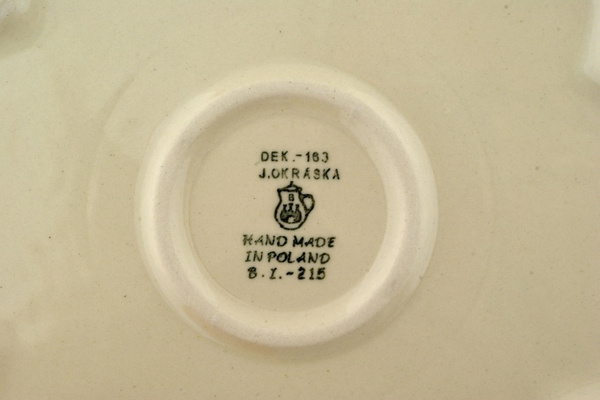 DEK.-163
J.OKRASKA
B
HAND MADE
IN POLAND
B.I.-215